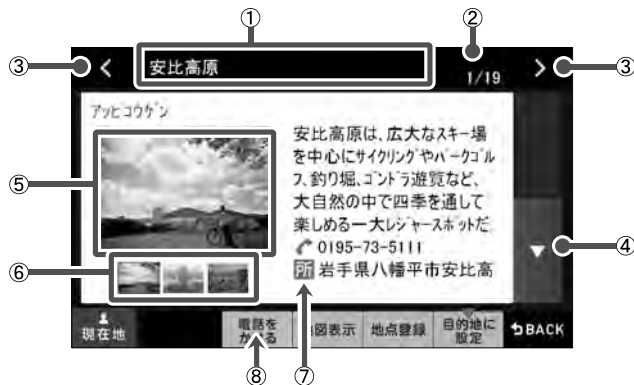 ① ②
③ 安比高原 1/19 ③
アッピコウゲン
安比高原は、広大なスキー場
を中心にサイクリングやパークゴル
フ、釣り堀、ゴンドラ遊覧など、
大自然の中で四季を通して
楽しめる一大レジャースポットだ
0195-73-5111
所 岩手県八幡平市安比高
⑤
⑥
④
現在地 電話を 図表示 地点登録 目的地に 設定 BACK
⑧ ⑦